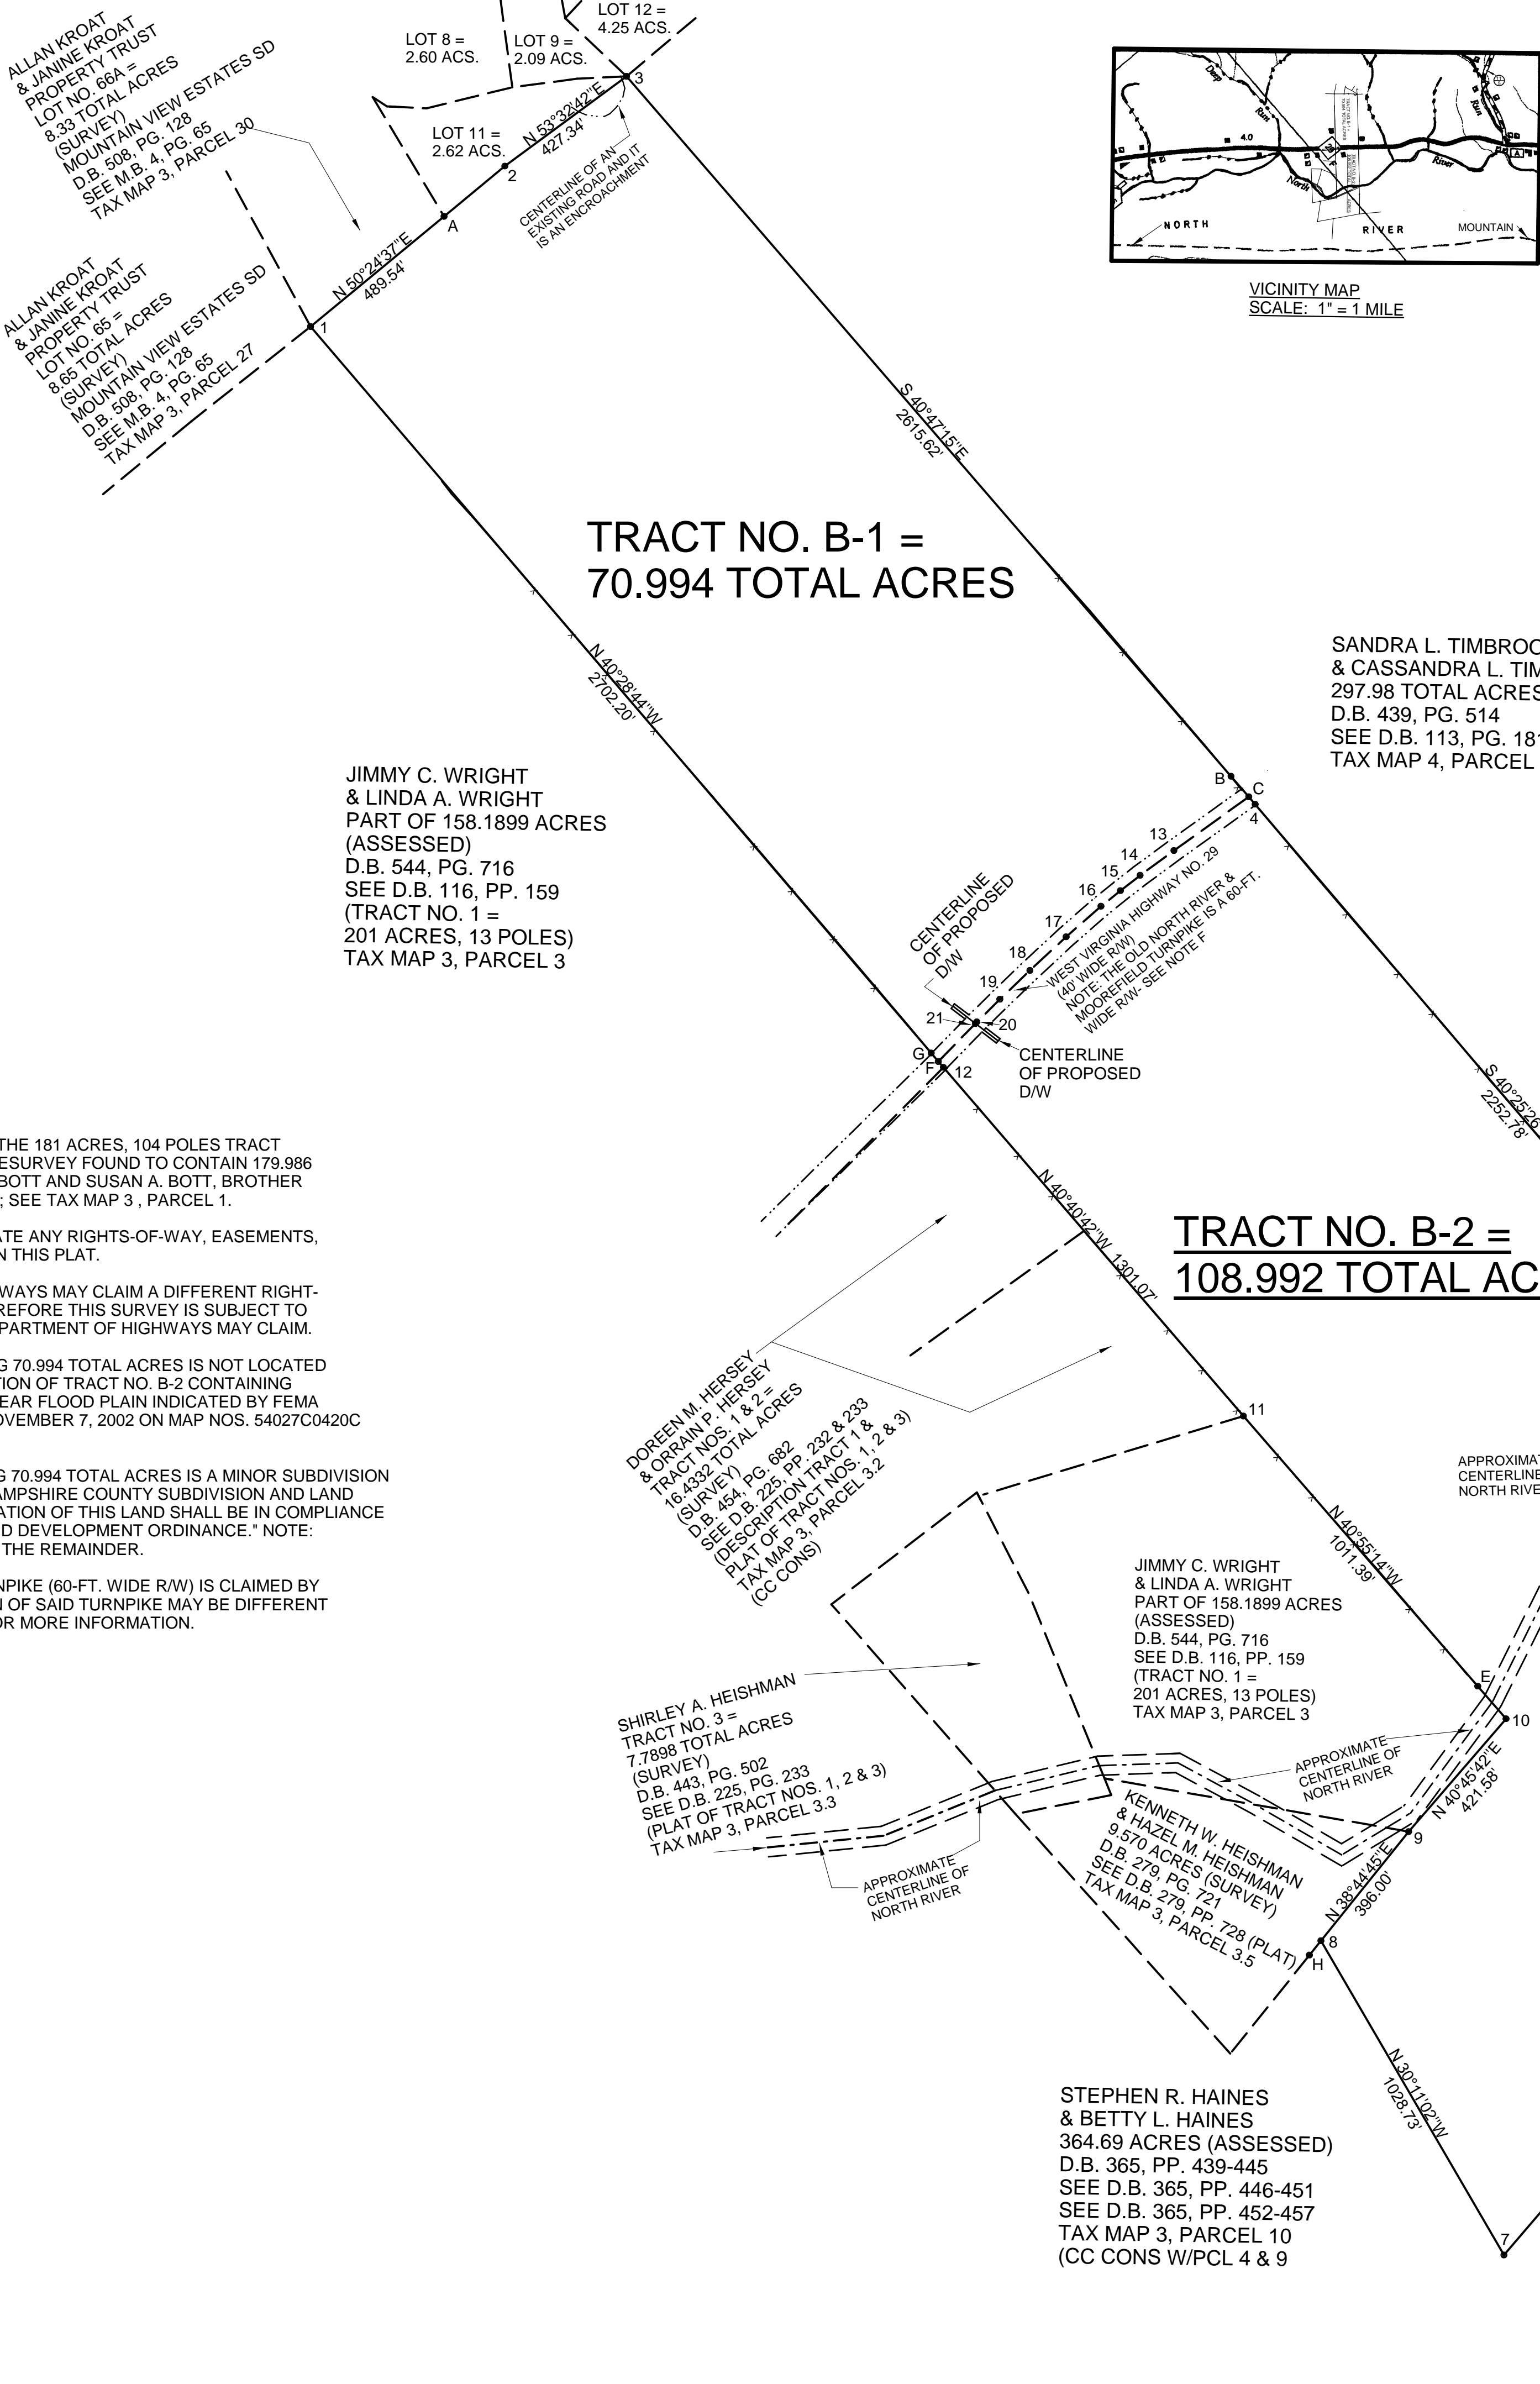 LOT 12 =
4.25 ACS.
LOT 8 =
2.60 ACS.
LOT 9 =
2.09 ACS.
3
ALLAN KROAT
& JANINE KROAT
PROPERTY TRUST
LOT NO. 66A =
8.33 TOTAL ACRES
(SURVEY)
MOUNTAIN VIEW ESTATES SD
D.B. 508, PG. 128
SEE M.B. 4, PG. 65
TAX MAP 3, PARCEL 30
LOT 11 =
2.62 ACS.
N 53°32'42"E
427.34'
2
A
CENTERLINE OF AN
EXISTING ROAD AND IT
IS AN ENCROACHMENT
N 50°24'37"E
489.54'
1
ALLAN KROAT
& JANINE KROAT
PROPERTY TRUST
LOT NO. 65 =
8.65 TOTAL ACRES
(SURVEY)
MOUNTAIN VIEW ESTATES SD
D.B. 508, PG. 128
SEE M.B. 4, PG. 65
TAX MAP 3, PARCEL 27
Deep
Run
Run
4.0
North
River
A
NORTH
RIVER
MOUNTAIN
VICINITY MAP
SCALE: 1" = 1 MILE
S 40°47'15"E
2615.62'
TRACT NO. B-1 =
70.994 TOTAL ACRES
N 40°28'44"W
2702.20'
SANDRA L. TIMBROO
& CASSANDRA L. TIM
297.98 TOTAL ACRES
D.B. 439, PG. 514
SEE D.B. 113, PG. 181
TAX MAP 4, PARCEL
JIMMY C. WRIGHT
& LINDA A. WRIGHT
PART OF 158.1899 ACRES
(ASSESSED)
D.B. 544, PG. 716
SEE D.B. 116, PP. 159
(TRACT NO. 1 =
201 ACRES, 13 POLES)
TAX MAP 3, PARCEL 3
B
C
4
13
14
15
16
17
18
19
20
21
G
F
12
CENTERLINE
OF PROPOSED
D/W
WEST VIRGINIA HIGHWAY NO. 29
(40' WIDE R/W)
NOTE: THE OLD NORTH RIVER &
MOOREFIELD TURNPIKE IS A 60-FT.
WIDE R/W- SEE NOTE F
CENTERLINE
OF PROPOSED
D/W
S 40°25'26
2252.78'
THE 181 ACRES, 104 POLES TRACT
ESURVEY FOUND TO CONTAIN 179.986
BOTT AND SUSAN A. BOTT, BROTHER
; SEE TAX MAP 3 , PARCEL 1.
ATE ANY RIGHTS-OF-WAY, EASEMENTS,
N THIS PLAT.
WAYS MAY CLAIM A DIFFERENT RIGHT-
REFORE THIS SURVEY IS SUBJECT TO
PARTMENT OF HIGHWAYS MAY CLAIM.
G 70.994 TOTAL ACRES IS NOT LOCATED
TION OF TRACT NO. B-2 CONTAINING
EAR FLOOD PLAIN INDICATED BY FEMA
OVEMBER 7, 2002 ON MAP NOS. 54027C0420C
G 70.994 TOTAL ACRES IS A MINOR SUBDIVISION
AMPSHIRE COUNTY SUBDIVISION AND LAND
ATION OF THIS LAND SHALL BE IN COMPLIANCE
D DEVELOPMENT ORDINANCE." NOTE:
THE REMAINDER.
NPIKE (60-FT. WIDE R/W) IS CLAIMED BY
N OF SAID TURNPIKE MAY BE DIFFERENT
OR MORE INFORMATION.
N 40°40'42"W 1301.07'
TRACT NO. B-2 =
108.992 TOTAL AC
DOREEN M. HERSEY
& ORRAIN P. HERSEY
TRACT NOS. 1 & 2 =
16.4332 TOTAL ACRES
(SURVEY)
D.B. 454, PG. 682
SEE D.B. 225, PP. 232 & 233
(DESCRIPTION TRACT 1 &
PLAT OF TRACT NOS. 1, 2 & 3)
TAX MAP 3, PARCEL 3.2
(CC CONS)
11
APPROXIMAT
CENTERLINE
NORTH RIVE
N 40°55'14"W
1011.39'
JIMMY C. WRIGHT
& LINDA A. WRIGHT
PART OF 158.1899 ACRES
(ASSESSED)
D.B. 544, PG. 716
SEE D.B. 116, PP. 159
(TRACT NO. 1 =
201 ACRES, 13 POLES)
TAX MAP 3, PARCEL 3
E
10
SHIRLEY A. HEISHMAN
TRACT NO. 3 =
7.7898 TOTAL ACRES
(SURVEY)
D.B. 443, PG. 502
SEE D.B. 225, PG. 233
(PLAT OF TRACT NOS. 1, 2 & 3)
TAX MAP 3, PARCEL 3.3
APPROXIMATE
CENTERLINE OF
NORTH RIVER
N 40°45'42"E
421.58'
9
KENNETH W. HEISHMAN
& HAZEL M. HEISHMAN
9.570 ACRES (SURVEY)
D.B. 279, PG. 721
SEE D.B. 279, PP. 728 (PLAT)
TAX MAP 3, PARCEL 3.5
APPROXIMATE
CENTERLINE OF
NORTH RIVER
N 38°44'45"E
396.00'
8
H
N 30°11'02"W
1028.73'
STEPHEN R. HAINES
& BETTY L. HAINES
364.69 ACRES (ASSESSED)
D.B. 365, PP. 439-445
SEE D.B. 365, PP. 446-451
SEE D.B. 365, PP. 452-457
TAX MAP 3, PARCEL 10
(CC CONS W/PCL 4 & 9
7